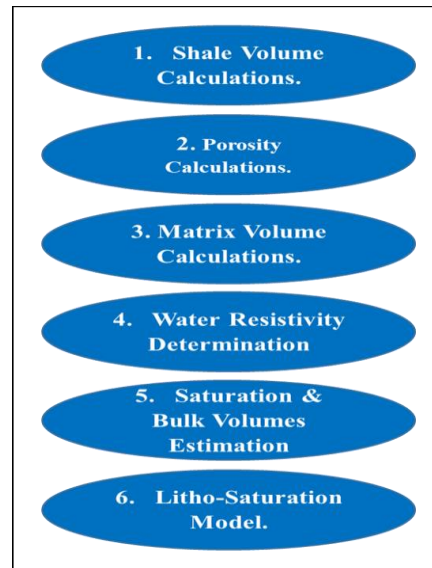 1. Shale Volume
Calculations.
2. Porosity
Calculations.
3. Matrix Volume
Calculations.
4. Water Resistivity
Determination
5. Saturation &
Bulk Volumes
Estimation
6. Litho-Saturation
Model.